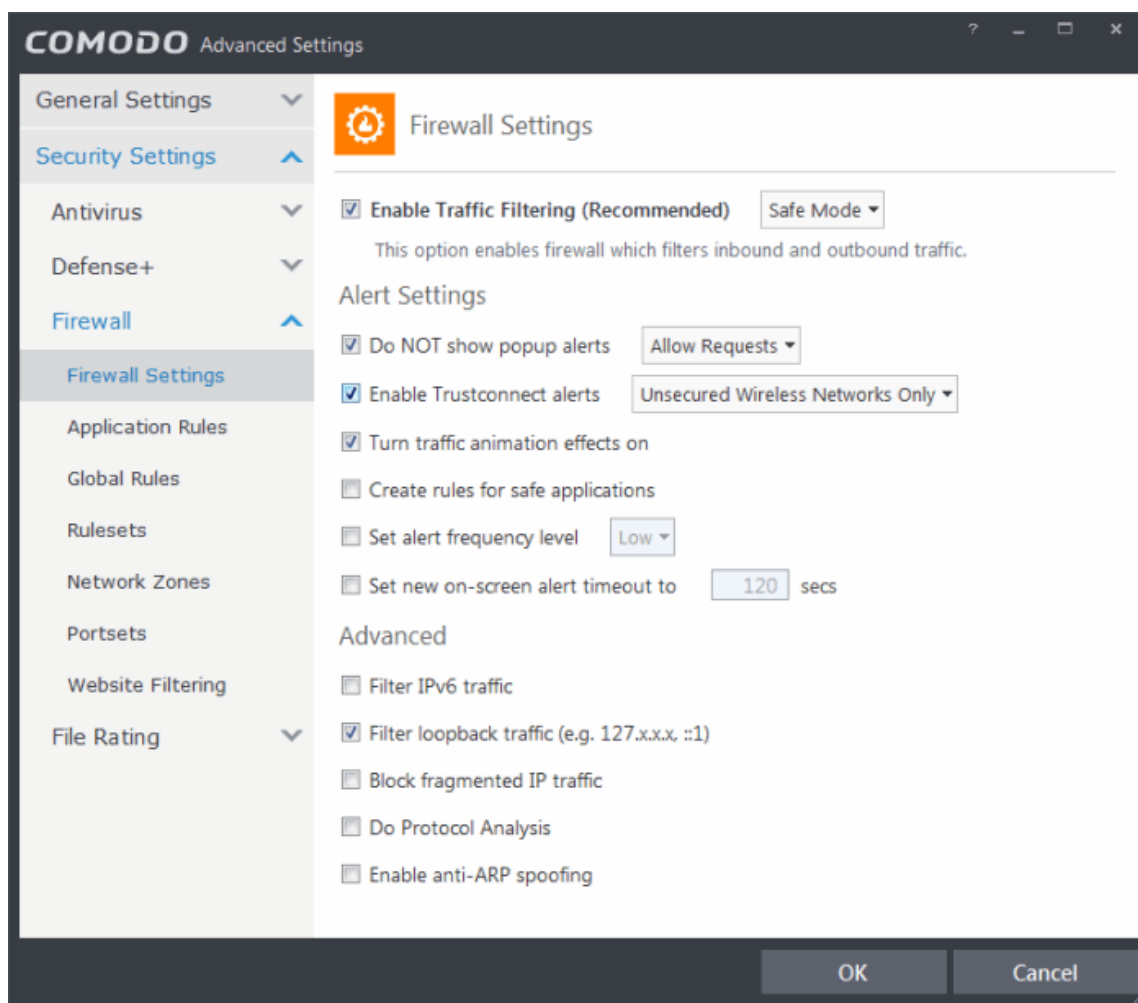 COMODO Advanced Settings
?
General Settings
Security Settings
Antivirus
Defense+
Firewall
Firewall Settings
Application Rules
Global Rules
Rulesets
Network Zones
Portsets
Website Filtering
File Rating
Firewall Settings
Enable Traffic Filtering (Recommended) Safe Mode
This option enables firewall which filters inbound and outbound traffic.
Alert Settings
Do NOT show popup alerts Allow Requests
Enable Trustconnect alerts Unsecured Wireless Networks Only
Turn traffic animation effects on
Create rules for safe applications
Set alert frequency level Low
Set new on-screen alert timeout to 120 secs
Advanced
Filter IPv6 traffic
Filter loopback traffic (e.g. 127.x.x.x, ::1)
Block fragmented IP traffic
Do Protocol Analysis
Enable anti-ARP spoofing
OK Cancel